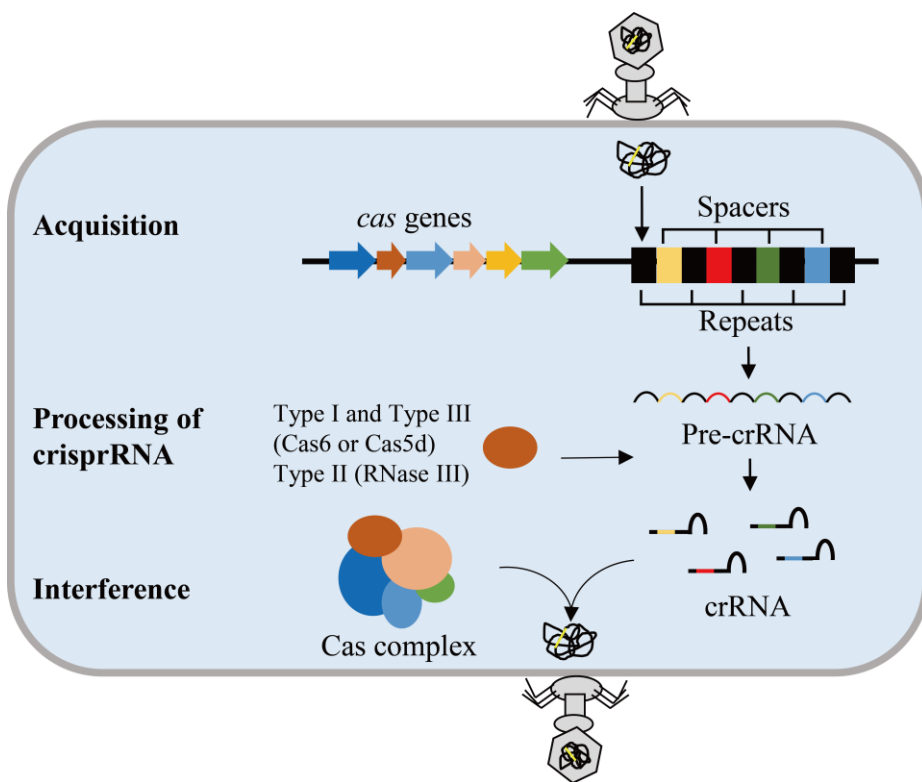 Acquisition
cas genes
Spacers
Repeats
Processing of
crisprRNA
Type I and Type III
(Cas6 or Cas5d)
Type II (RNase III)
Pre-crRNA
Interference
Cas complex
crRNA